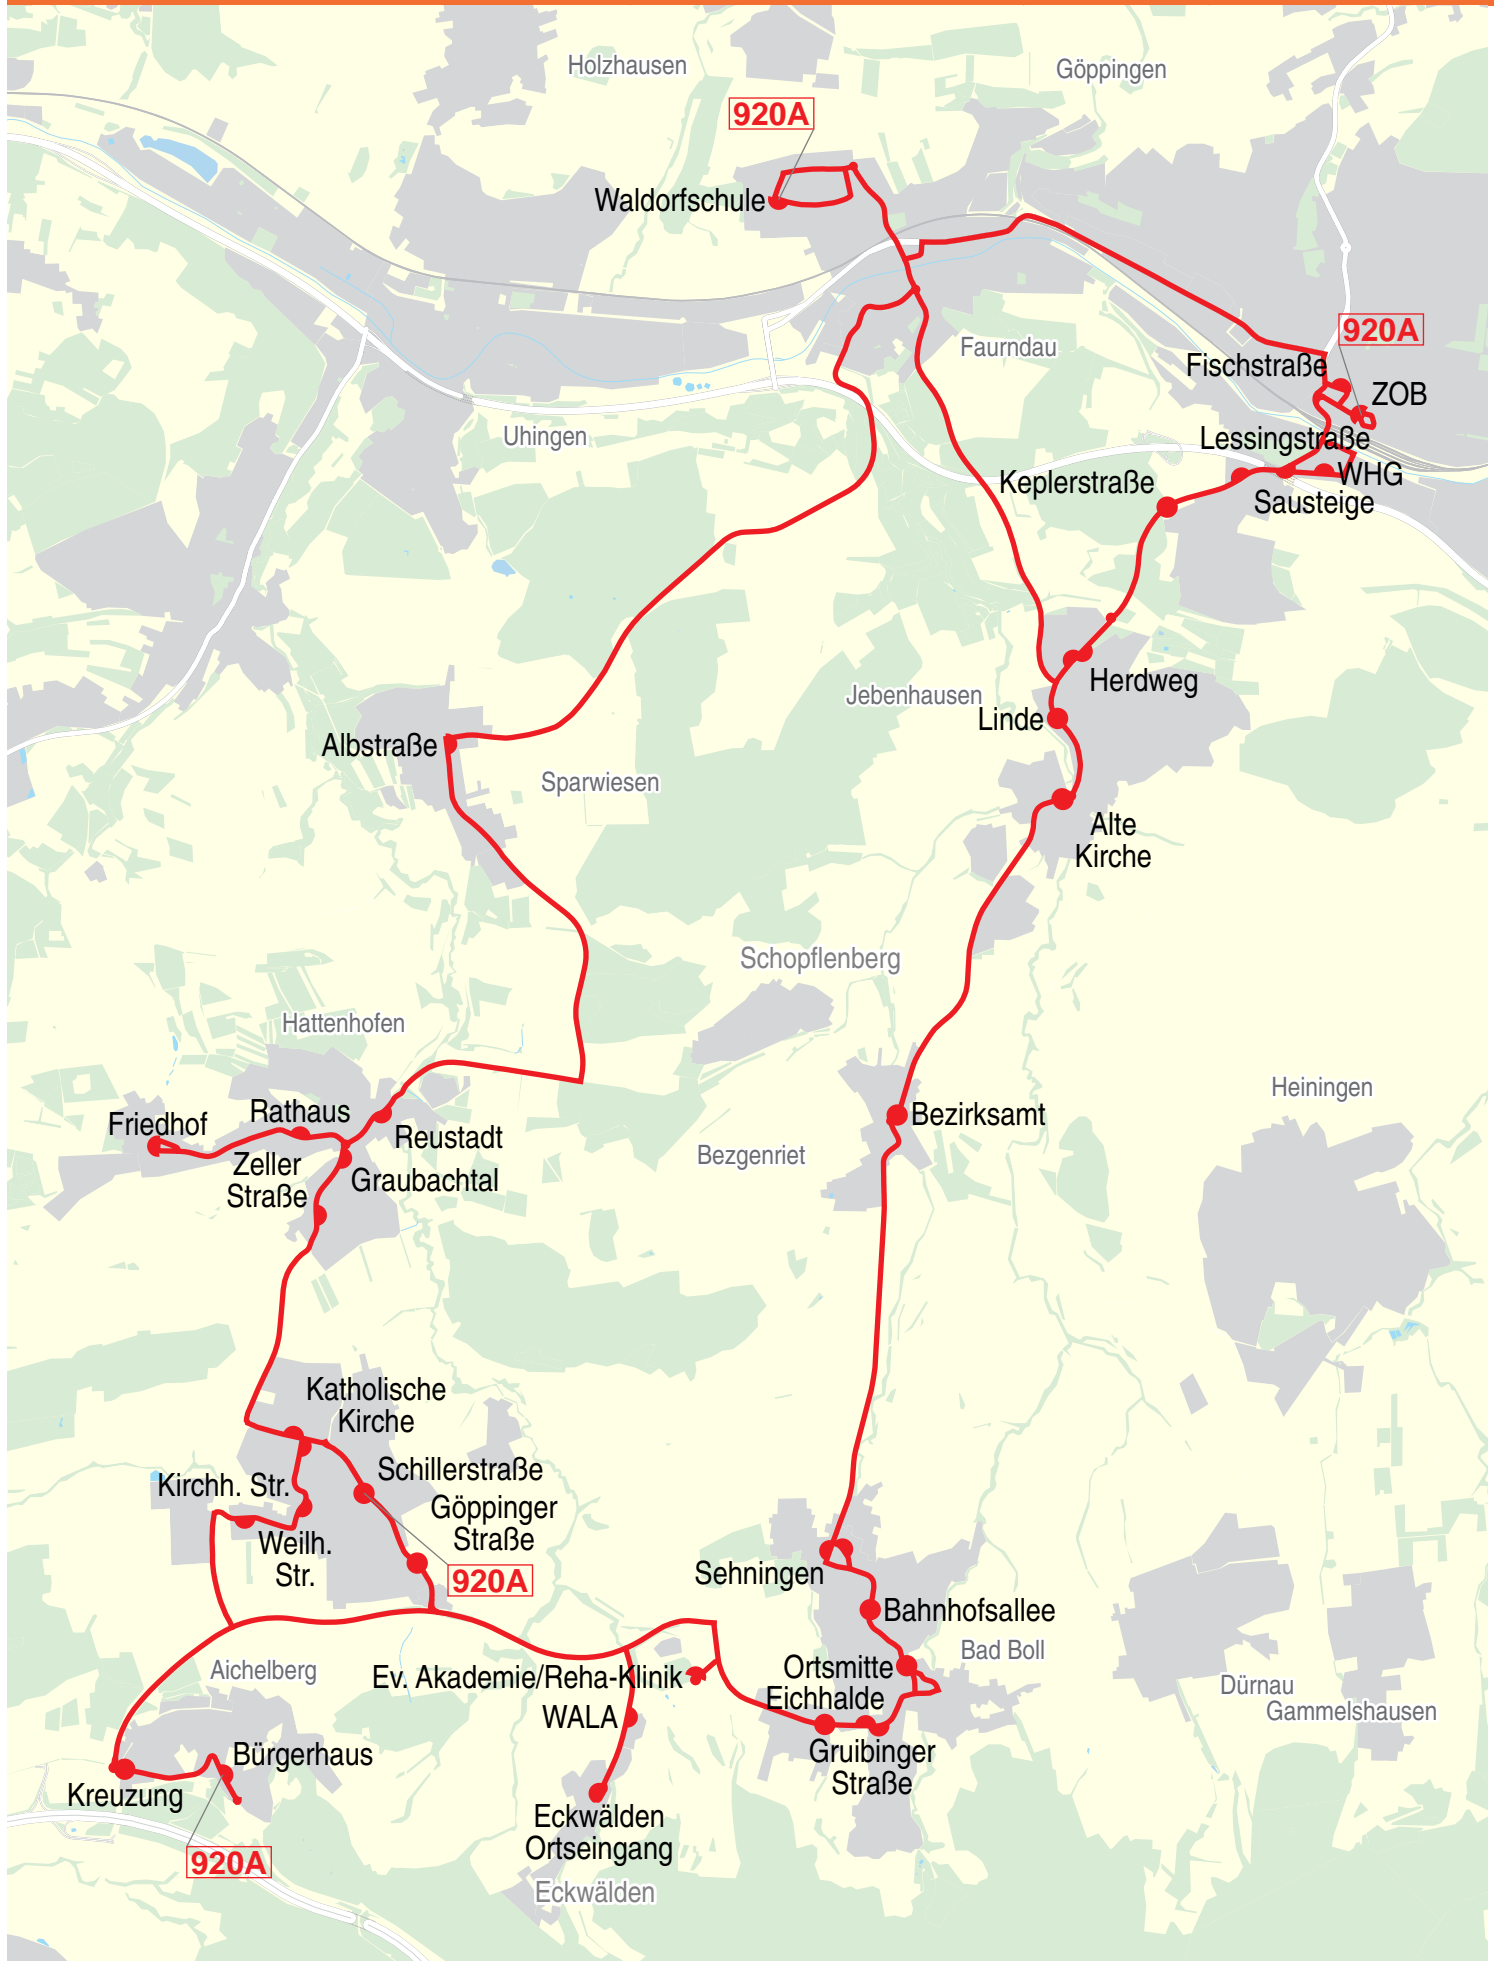 Holzhausen
Göppingen
920A
Waldorfschule
920A
Faurndau
Fischstraße
ZOB
Uhingen
Lessingstraße
Keplerstraße
WHG
Sausteige
Herdweg
Jebenhausen
Linde
Albstraße
Sparwiesen
Alte
Kirche
Schopflenberg
Hattenhofen
Heiningen
Friedhof
Rathaus
Bezirksamt
Reustadt
Zeller
Straße
Graubachtal
Bezgenriet
Katholische
Kirche
Schillerstraße
Kirchh. Str.
Göppinger
Straße
Weilh.
Str.
920A
Sehningen
Bahnhofsallee
Bad Boll
Aichelberg
Ev. Akademie/Reha-Klinik
Ortsmitte
Eichhalde
Dürnau
Gammelshausen
WALA
Bürgerhaus
Gruibinger
Straße
Kreuzung
Eckwälden
Ortseingang
920A
Eckwälden